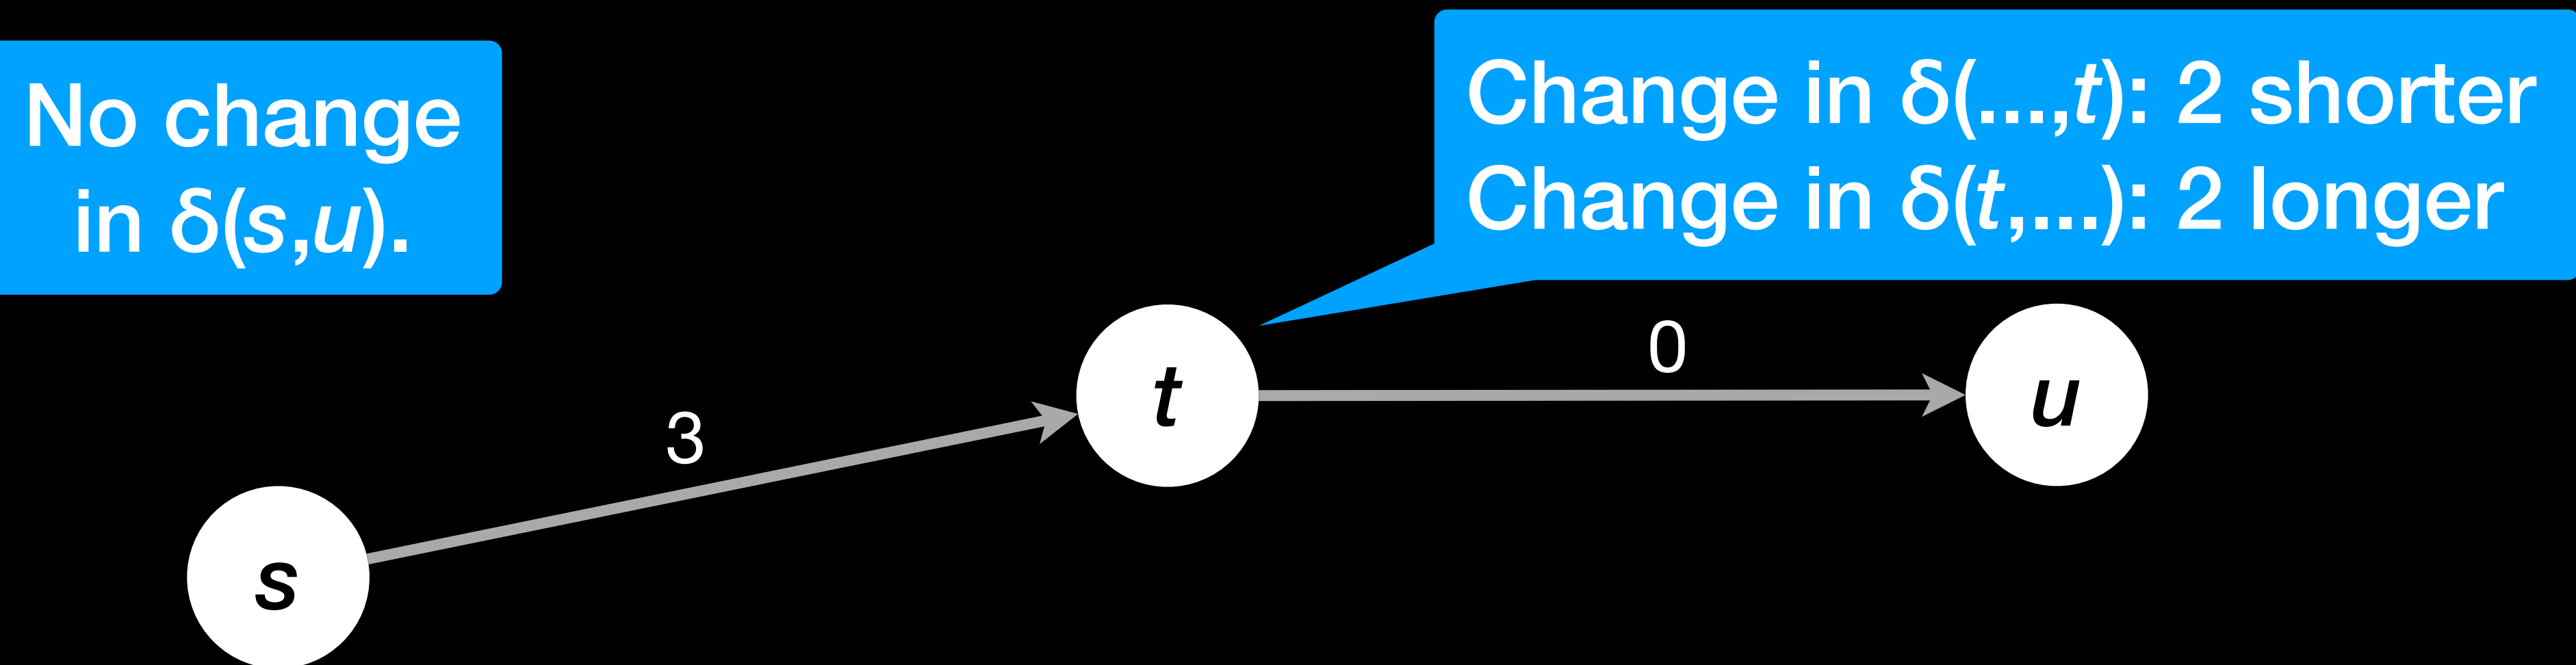 No change
in δ(s,u).
Change in δ(...,t): 2 shorter
Change in δ(t,...): 2 longer
0
3
t
u
s